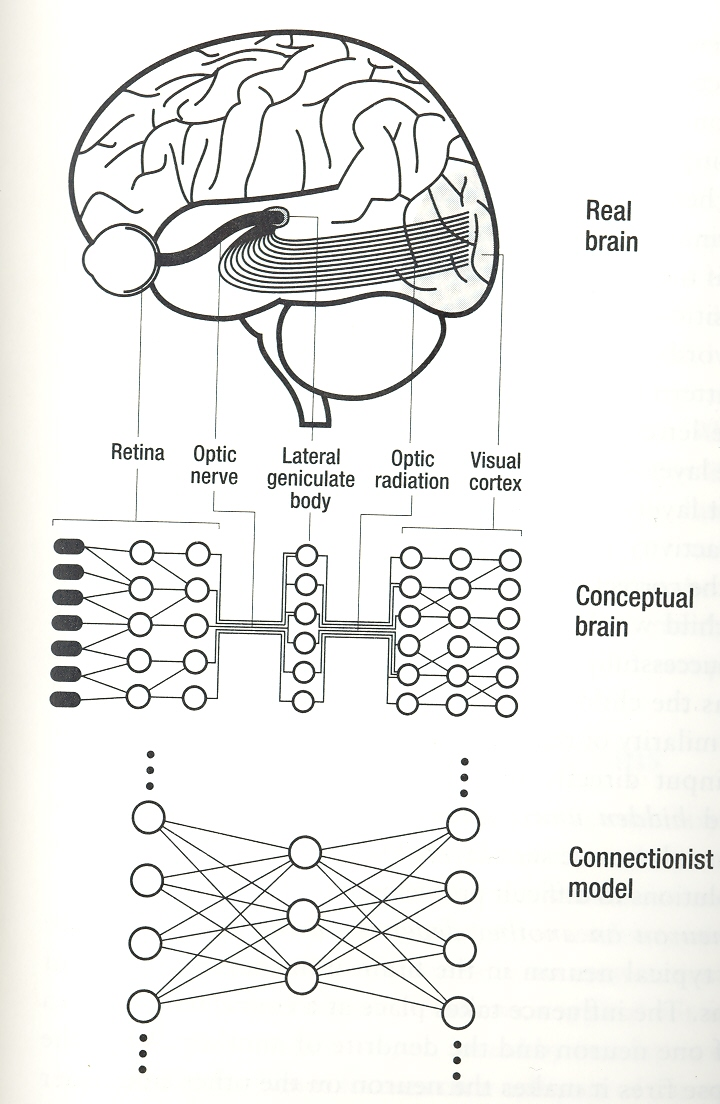 Real
brain
Retina
Optic
nerve
Lateral
geniculate
body
Optic
radiation
Visual
cortex
Conceptual
brain
Connectionist
model